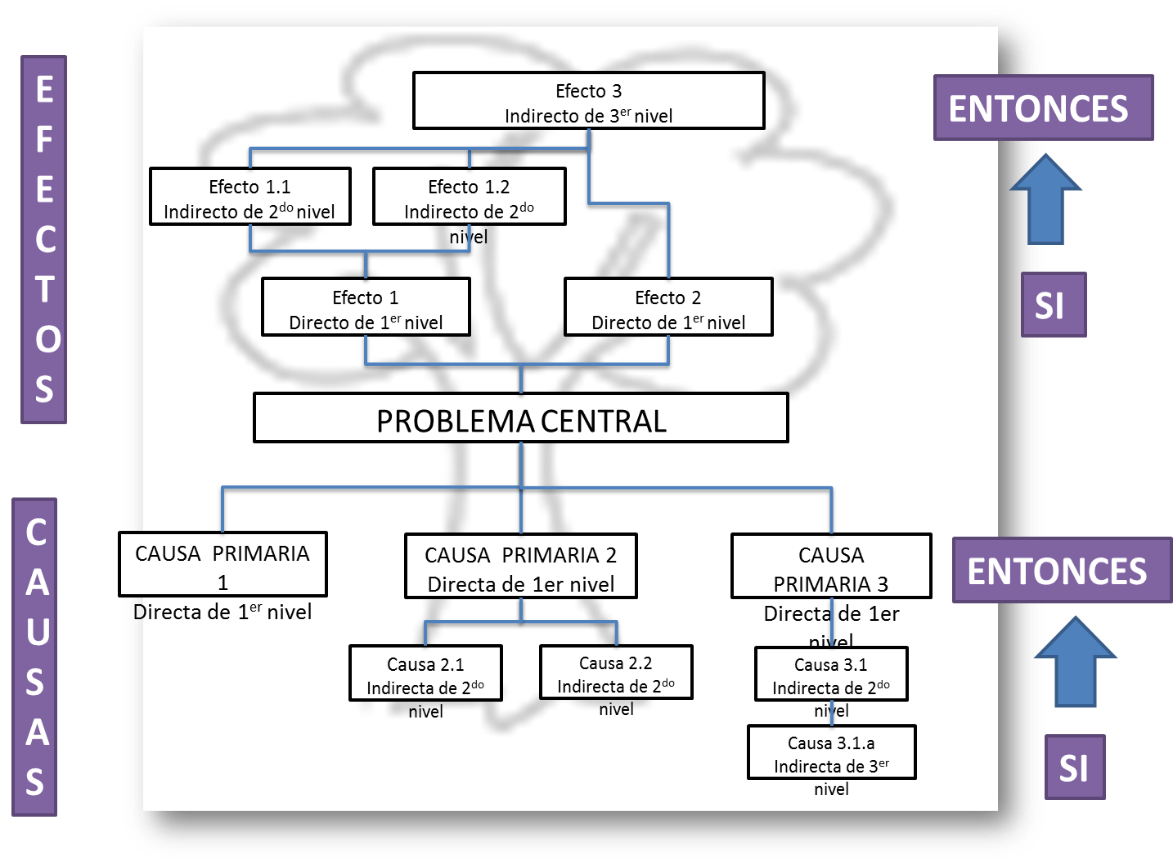 EFECTOS
Efecto 3
Indirecto de 3er nivel
ENTONCES
Efecto 1.1
Indirecto de 2do nivel
Efecto 1.2
Indirecto de 2do
nivel
SI
Efecto 1
Directo de 1er nivel
Efecto 2
Directo de 1er nivel
PROBLEMA CENTRAL
CAUSAS
CAUSA PRIMARIA
1
Directa de 1er nivel
CAUSA PRIMARIA 2
Directa de 1er nivel
CAUSA
PRIMARIA 3
Directa de 1er
nivel
ENTONCES
Causa 2.1
Indirecta de 2do
nivel
Causa 2.2
Indirecta de 2do
nivel
Causa 3.1
Indirecta de 2do
nivel
Causa 3.1.a
Indirecta de 3er
nivel
SI